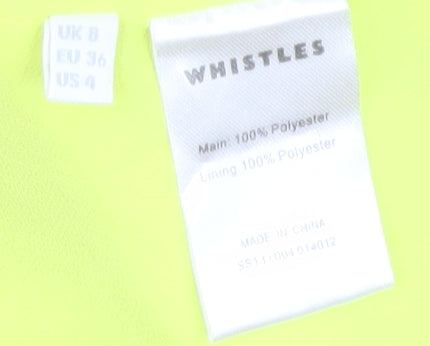 UK 8
EU 36
US 4
WHISTLES
Main: 100% Polyester
Lining 100% Polyester
MADE IN CHINA